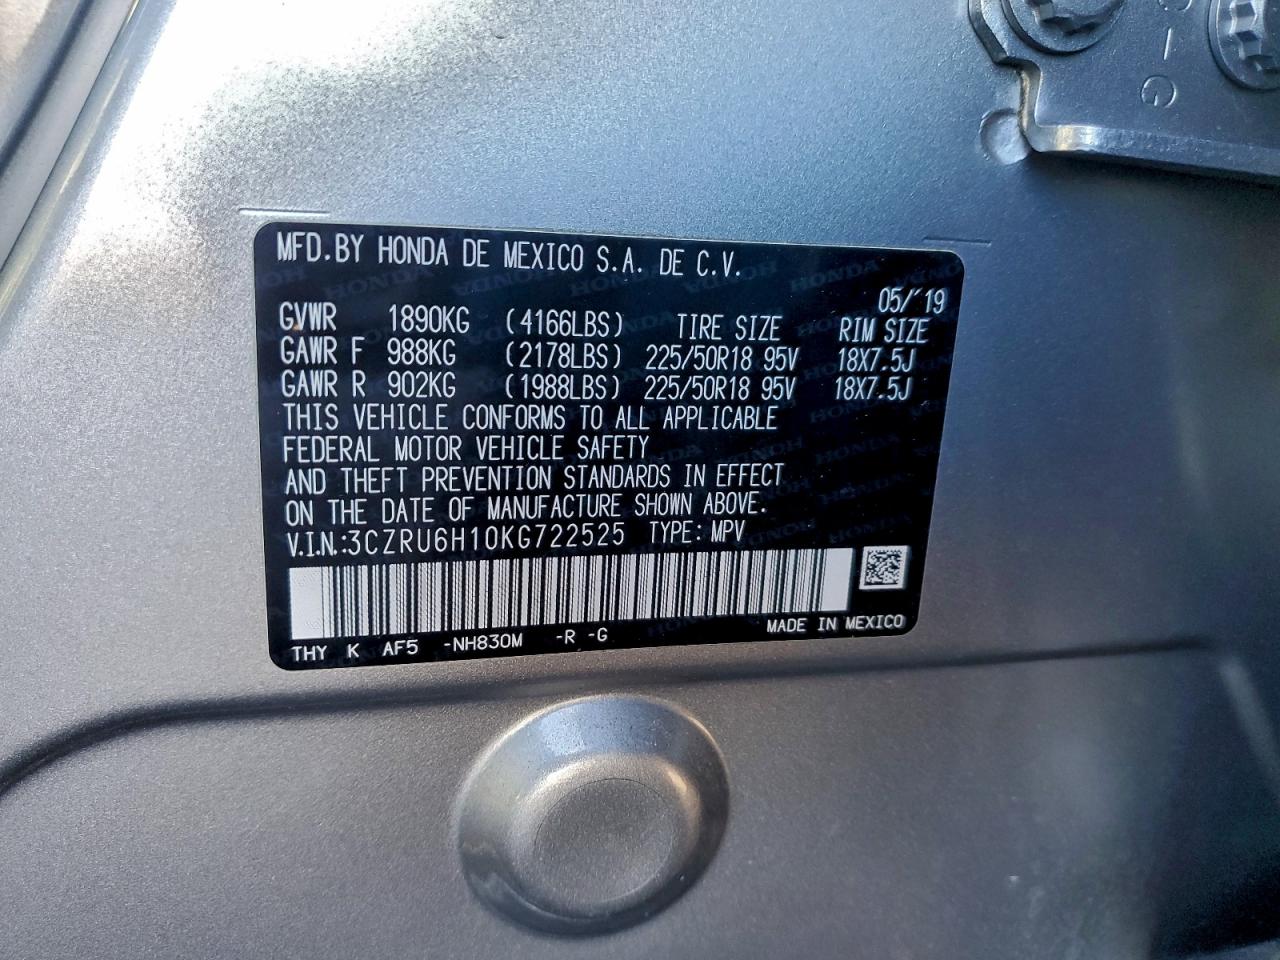 MFD.BY HONDA DE MEXICO S.A. DE C.V.
05/'19
GVWR 1890KG (4166LBS) TIRE SIZE RIM SIZE
GAWR F 988KG (2178LBS) 225/50R18 95V 18X7.5J
GAWR R 902KG (1988LBS) 225/50R18 95V 18X7.5J
THIS VEHICLE CONFORMS TO ALL APPLICABLE
FEDERAL MOTOR VEHICLE SAFETY
AND THEFT PREVENTION STANDARDS IN EFFECT
ON THE DATE OF MANUFACTURE SHOWN ABOVE.
V.I.N.:3CZRU6H10KG722525 TYPE: MPV
THY K AF5 -NH830M -R -G MADE IN MEXICO